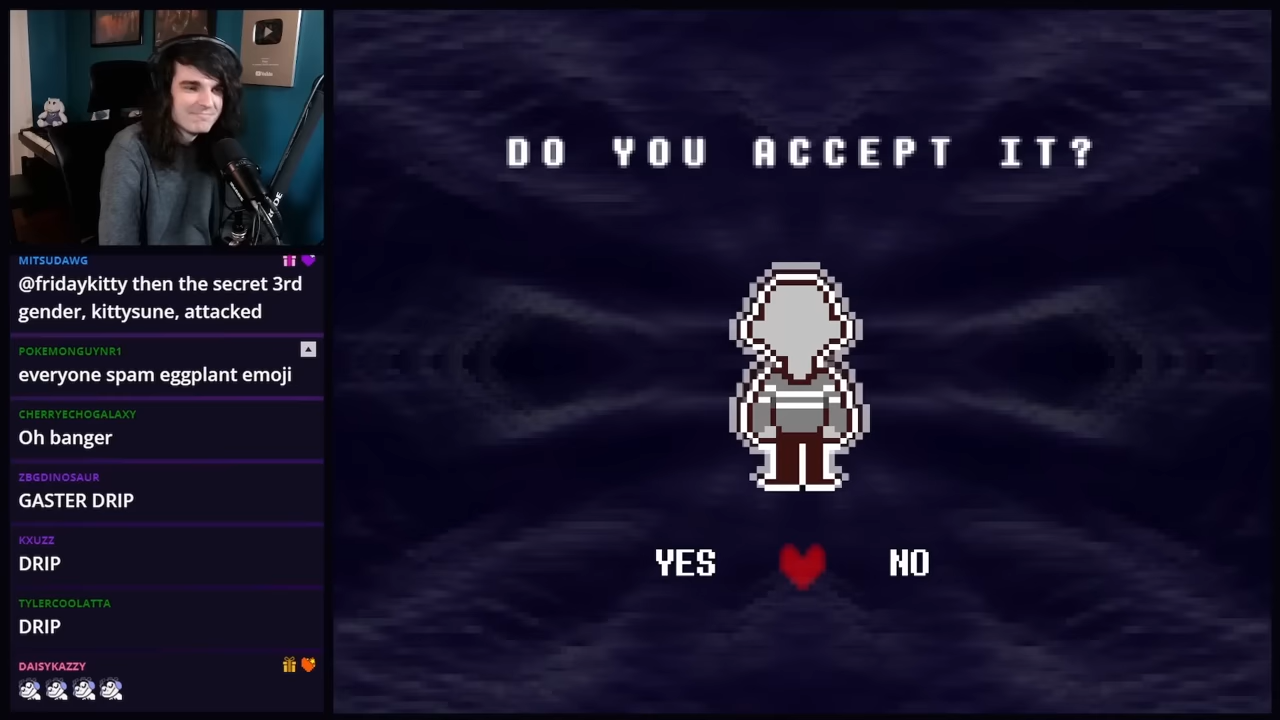 DO YOU ACCEPT IT?
YES
NO
MITSUDAWG
@fridaykitty then the secret 3rd
gender, kittysune, attacked
POKEMONGUYNR1
everyone spam eggplant emoji
CHERRYECHOGALAXY
Oh banger
ZBGDINOSAUR
GASTER DRIP
KXUZZ
DRIP
TYLERCOOLATTA
DRIP
DAISYKAZZY